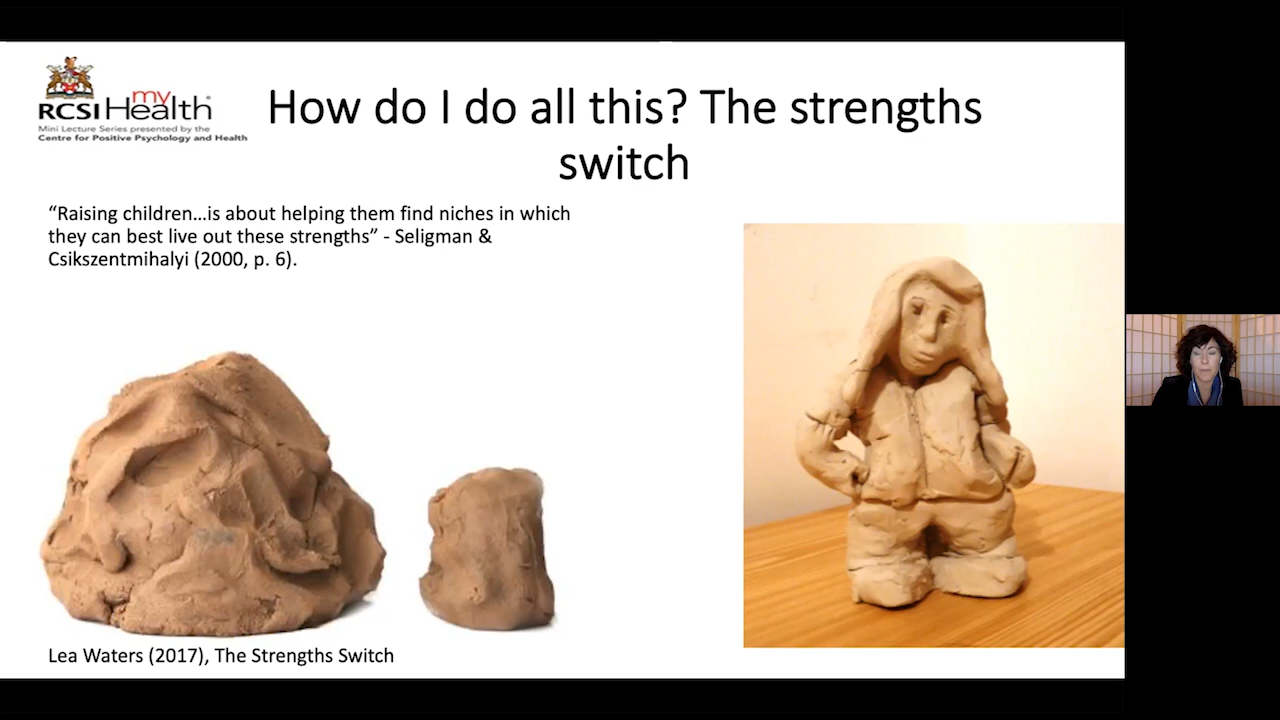 my
RCSI Health
Mini Lecture Series presented by the
Centre for Positive Psychology and Health
How do I do all this? The strengths
switch
“Raising children…is about helping them find niches in which
they can best live out these strengths” - Seligman &
Csikszentmihalyi (2000, p. 6).
Lea Waters (2017), The Strengths Switch